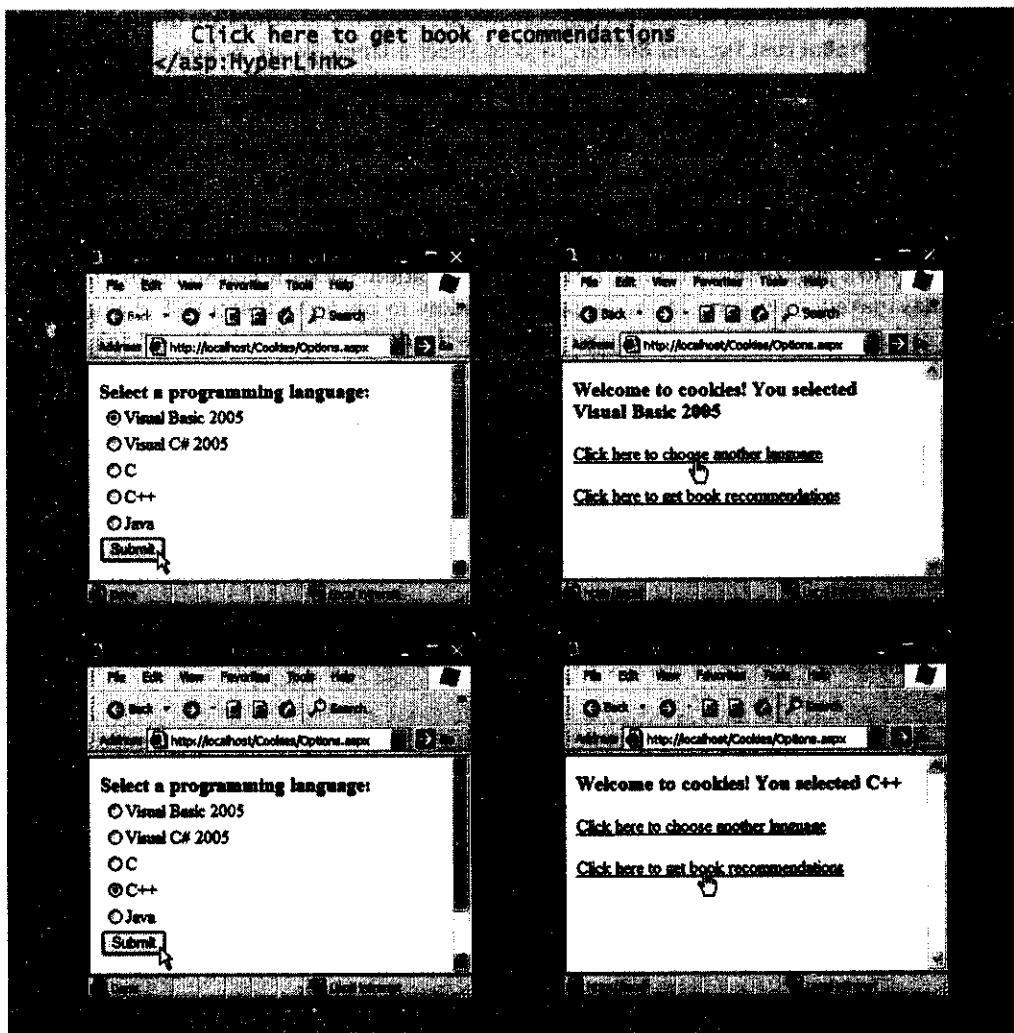 Click here to get book recommendations
</asp:HyperLink>
File Edit View Favorites Tools Help
Back Search
Address http://localhost/Cookies/Options.aspx
Select a programming language:
Visual Basic 2005
Visual C# 2005
C
C++
Java
Submit
File Edit View Favorites Tools Help
Back Search
Address http://localhost/Cookies/Options.aspx
Welcome to cookies! You selected
Visual Basic 2005
Click here to choose another language
Click here to get book recommendations
File Edit View Favorites Tools Help
Back Search
Address http://localhost/Cookies/Options.aspx
Select a programming language:
Visual Basic 2005
Visual C# 2005
C
C++
Java
Submit
File Edit View Favorites Tools Help
Back Search
Address http://localhost/Cookies/Options.aspx
Welcome to cookies! You selected C++
Click here to choose another language
Click here to get book recommendations